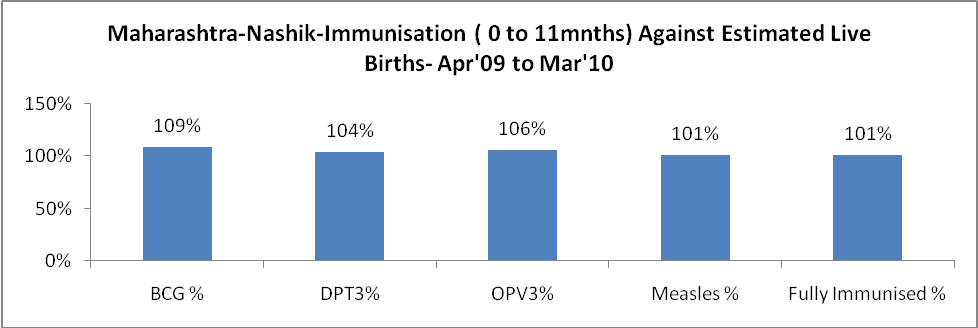 Maharashtra-Nashik-Immunisation ( 0 to 11mnths) Against Estimated Live
Births- Apr'09 to Mar'10
150%
100%
50%
0%
109%
104%
106%
101%
101%
BCG %
DPT3%
OPV3%
Measles %
Fully Immunised %